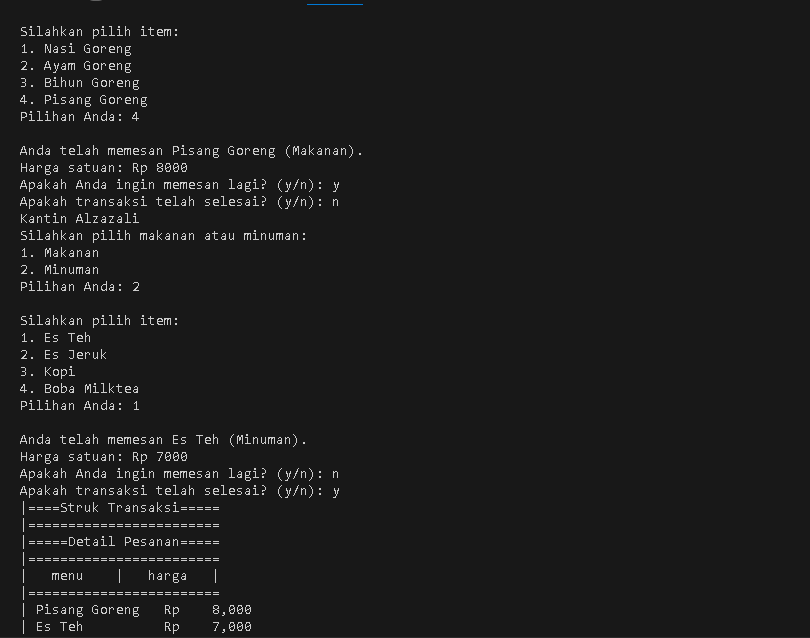 Silahkan pilih item:
1. Nasi Goreng
2. Ayam Goreng
3. Bihun Goreng
4. Pisang Goreng
Pilihan Anda: 4
Anda telah memesan Pisang Goreng (Makanan).
Harga satuan: Rp 8000
Apakah Anda ingin memesan lagi? (y/n): y
Apakah transaksi telah selesai? (y/n): n
Kantin Alzazali
Silahkan pilih makanan atau minuman:
1. Makanan
2. Minuman
Pilihan Anda: 2
Silahkan pilih item:
1. Es Teh
2. Es Jeruk
3. Kopi
4. Boba Milktea
Pilihan Anda: 1
Anda telah memesan Es Teh (Minuman).
Harga satuan: Rp 7000
Apakah Anda ingin memesan lagi? (y/n): n
Apakah transaksi telah selesai? (y/n): y
|====Struk Transaksi=====
|========================
|=====Detail Pesanan=====
|========================
|   menu    |   harga   |
|========================
| Pisang Goreng   Rp    8,000
| Es Teh          Rp    7,000